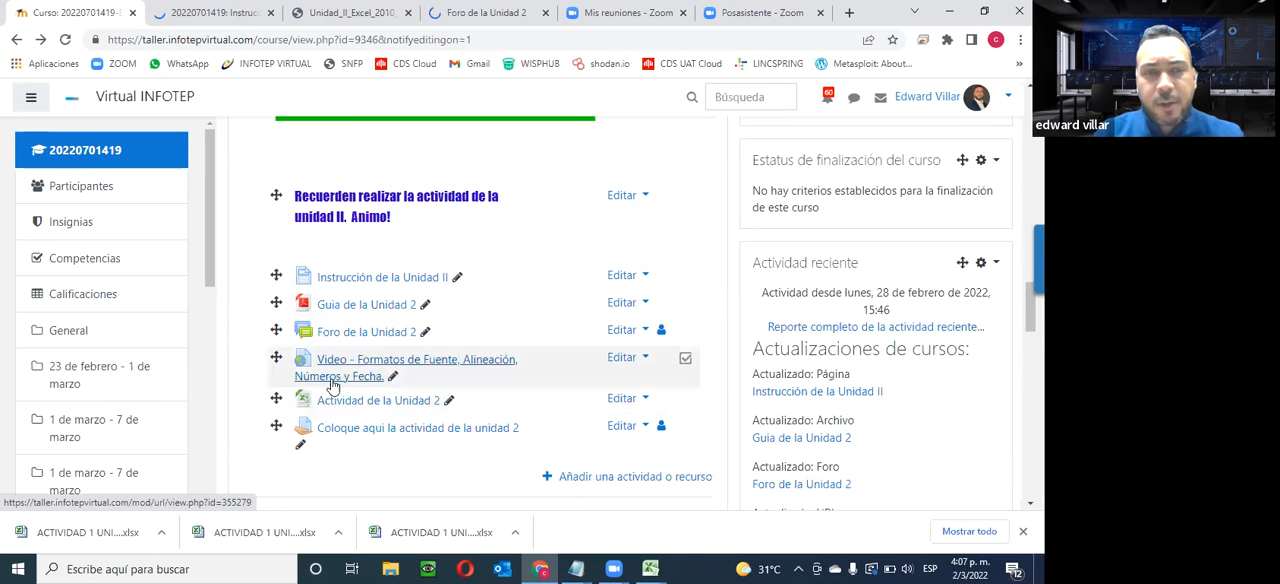 Curso: 20220701419: Exc
20220701419: Instruc
Unidad_II_Excel_2010_
Foro de la Unidad 2
Mis reuniones - Zoom
Posasistente - Zoom
https://taller.infotepvirtual.com/course/view.php?id=9346&notifyeditingon=1
Aplicaciones ZOOM WhatsApp INFOTEP VIRTUAL SNFP CDS Cloud Gmail WISPHUB shodan.io CDS UAT Cloud LINCSPRING Metasploit: About... »
Virtual INFOTEP
Búsqueda
60
Edward Villar
edward villar
20220701419
Participantes
Insignias
Competencias
Calificaciones
General
23 de febrero - 1 de
marzo
1 de marzo - 7 de
marzo
1 de marzo - 7 de
marzo
Recuerden realizar la actividad de la
unidad II. Animo!
Editar
Instrucción de la Unidad II
Editar
Guia de la Unidad 2
Editar
Foro de la Unidad 2
Editar
Video - Formatos de Fuente, Alineación,
Números y Fecha.
Editar
Actividad de la Unidad 2
Editar
Coloque aqui la actividad de la unidad 2
Editar
Añadir una actividad o recurso
Estatus de finalización del curso
No hay criterios establecidos para la finalización
de este curso
Actividad reciente
Actividad desde lunes, 28 de febrero de 2022,
15:46
Reporte completo de la actividad reciente...
Actualizaciones de cursos:
Actualizado: Página
Instrucción de la Unidad II
Actualizado: Archivo
Guia de la Unidad 2
Actualizado: Foro
Foro de la Unidad 2
https://taller.infotepvirtual.com/mod/url/view.php?id=355279
ACTIVIDAD 1 UNI....xlsx
ACTIVIDAD 1 UNI....xlsx
ACTIVIDAD 1 UNI....xlsx
Mostrar todo
Escribe aquí para buscar
31°C
ESP
4:07 p. m.
2/3/2022
12